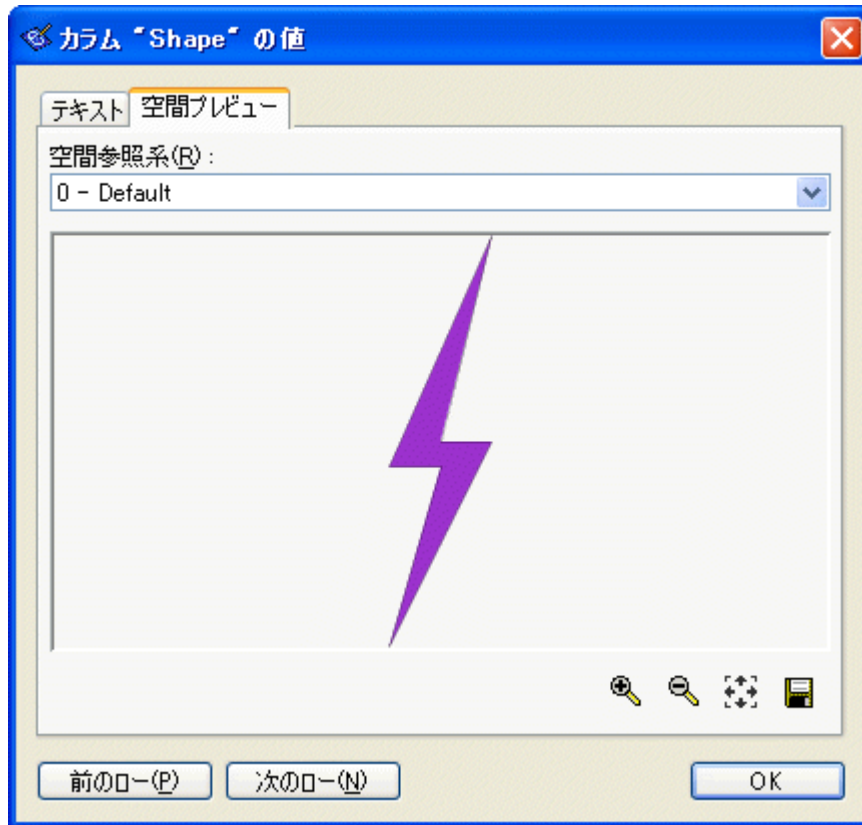 カラム "Shape" の値
テキスト 空間プレビュー
空間参照系(R) :
0 - Default
前のロー(P) 次のロー(N) OK